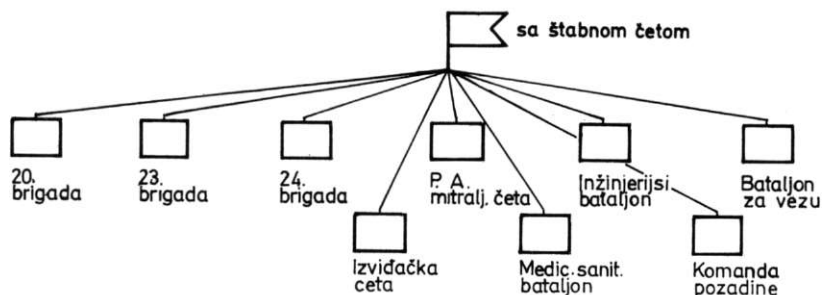 sa štabnom četom
20.
brigada
23.
brigada
24.
brigada
P. A.
mitralj. četa
Inžinjerijsi
bataljon
Bataljon
za vezu
Izviđačka
ceta
Medic.sanit.
bataljon
Komanda
pozadine